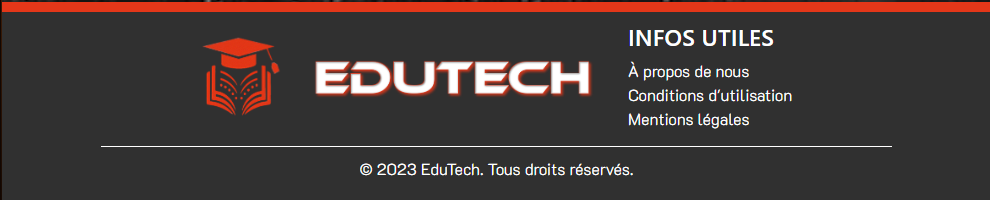 EDUTECH
INFOS UTILES
À propos de nous
Conditions d'utilisation
Mentions légales
© 2023 EduTech. Tous droits réservés.